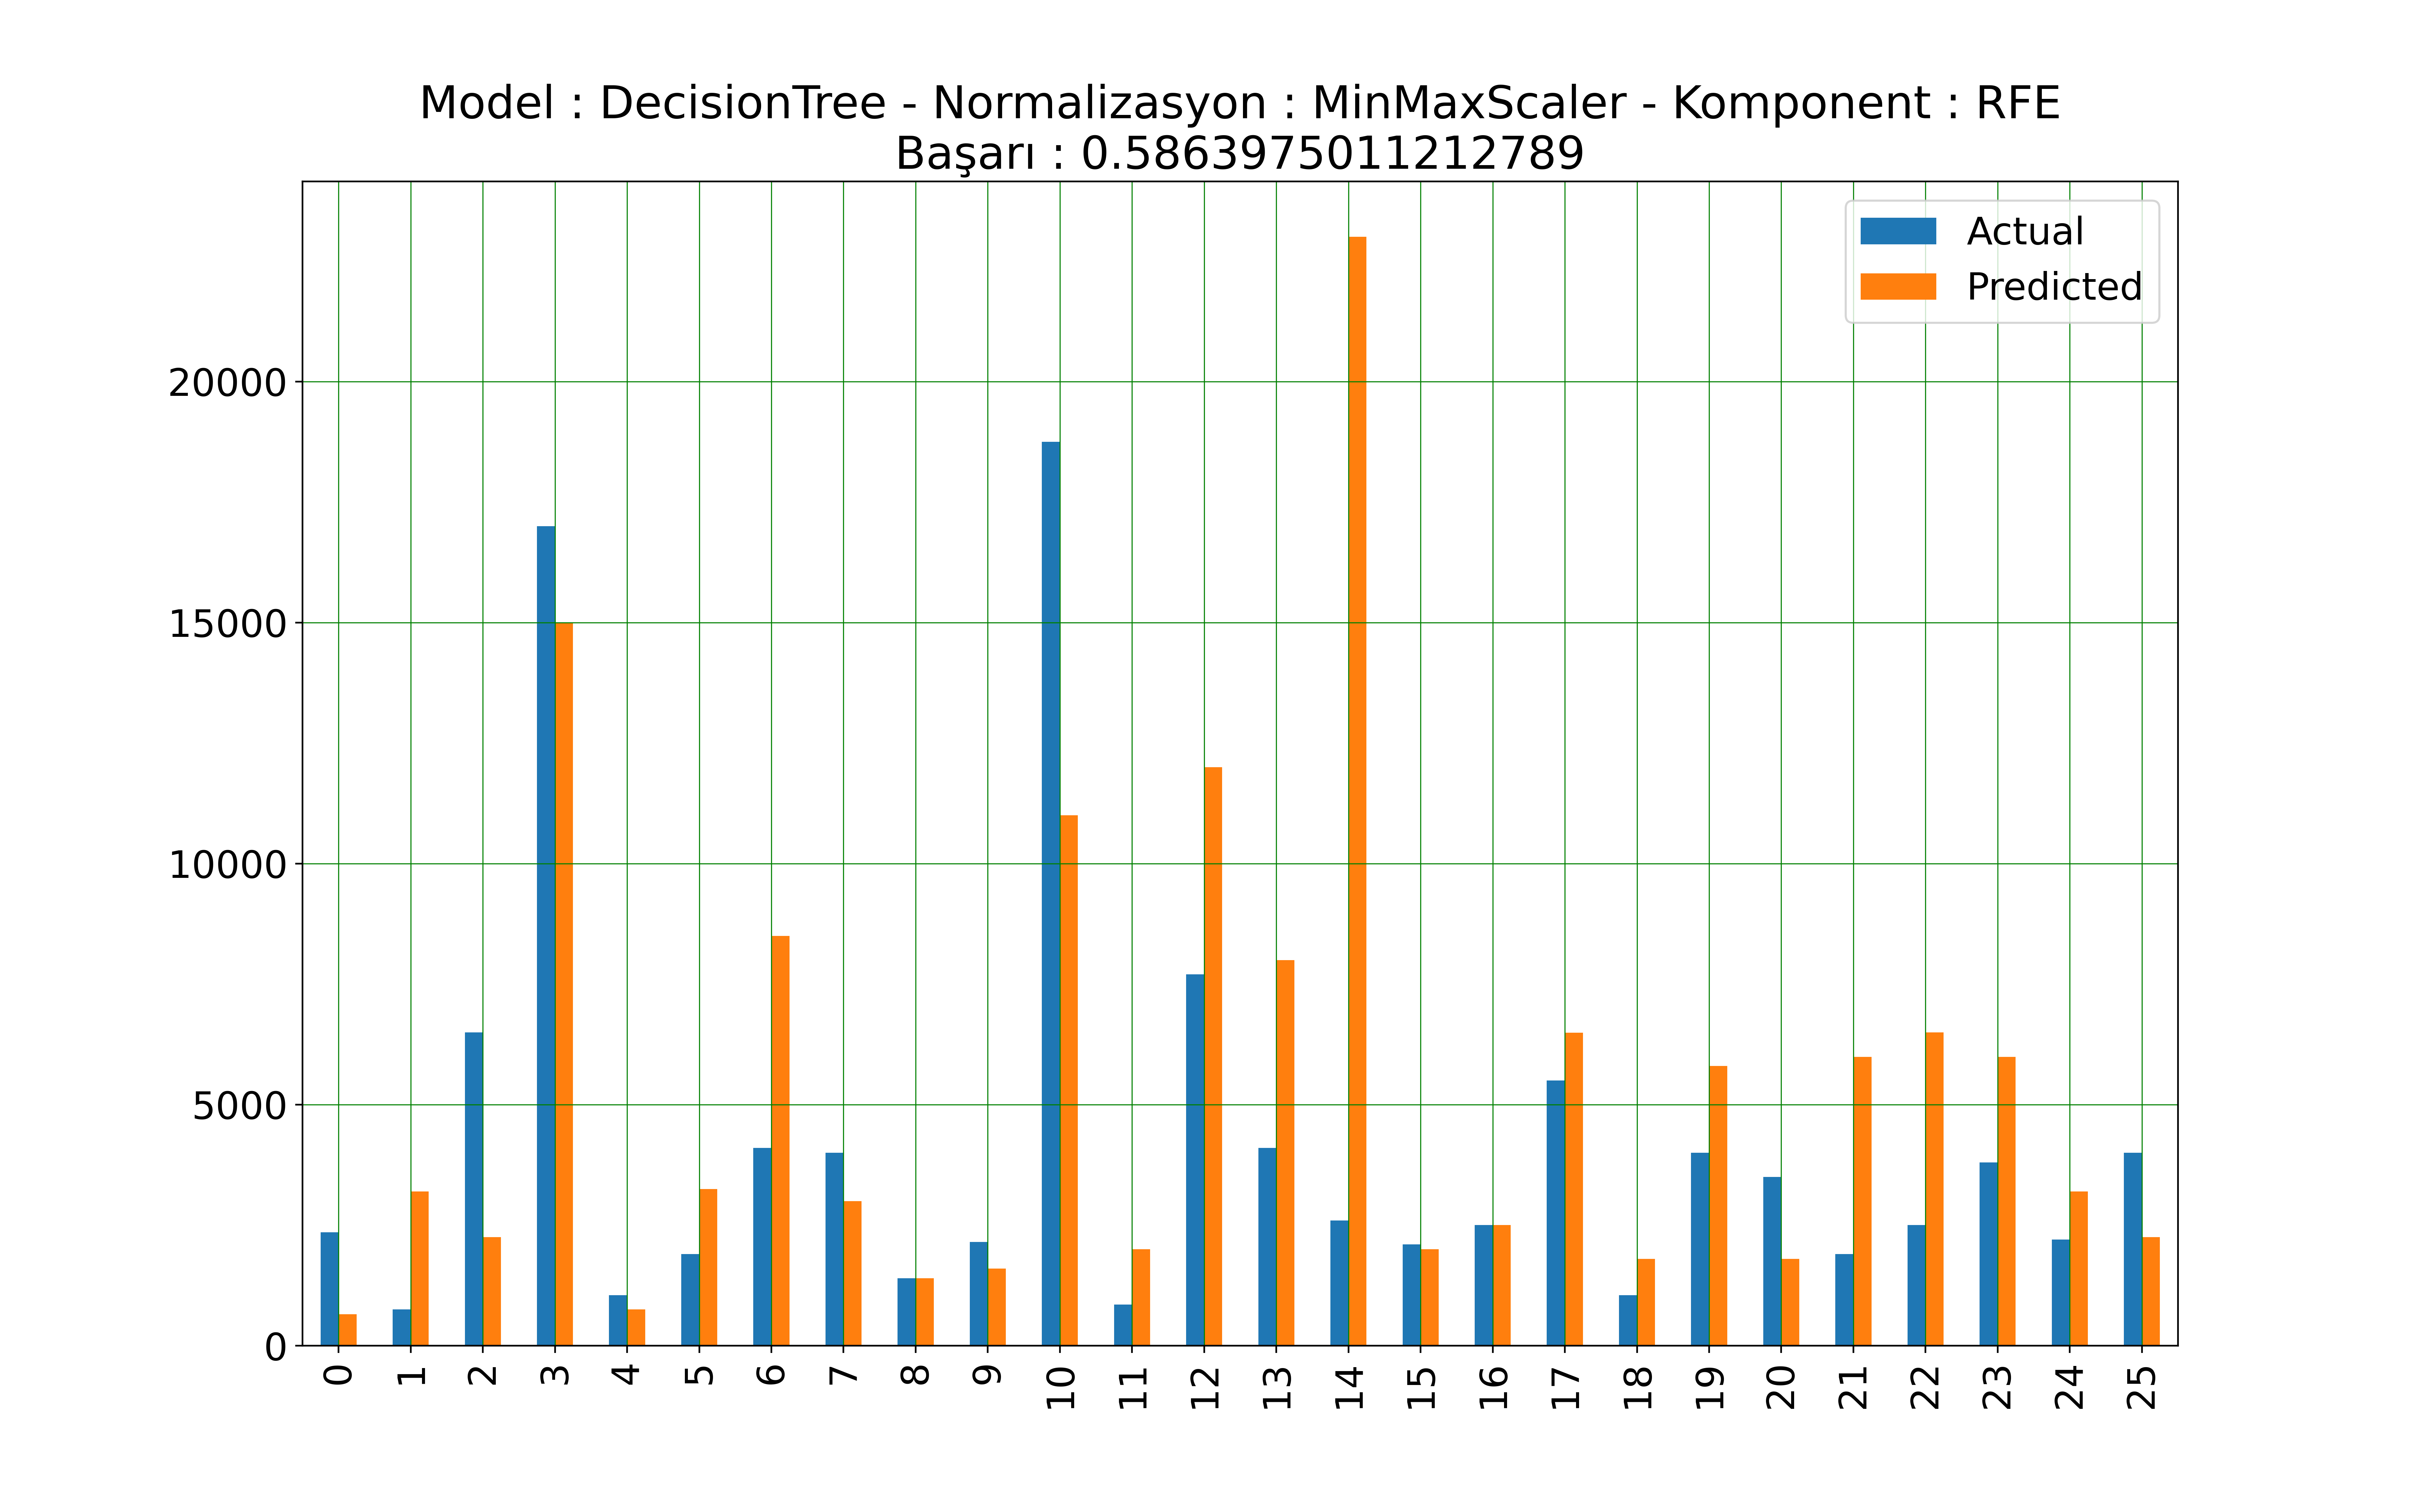 Model : DecisionTree - Normalizasyon : MinMaxScaler - Komponent : RFE
Başarı : 0.5863975011212789
Actual
Predicted
20000
15000
10000
5000
0
0 1 2 3 4 5 6 7 8 9 10 11 12 13 14 15 16 17 18 19 20 21 22 23 24 25